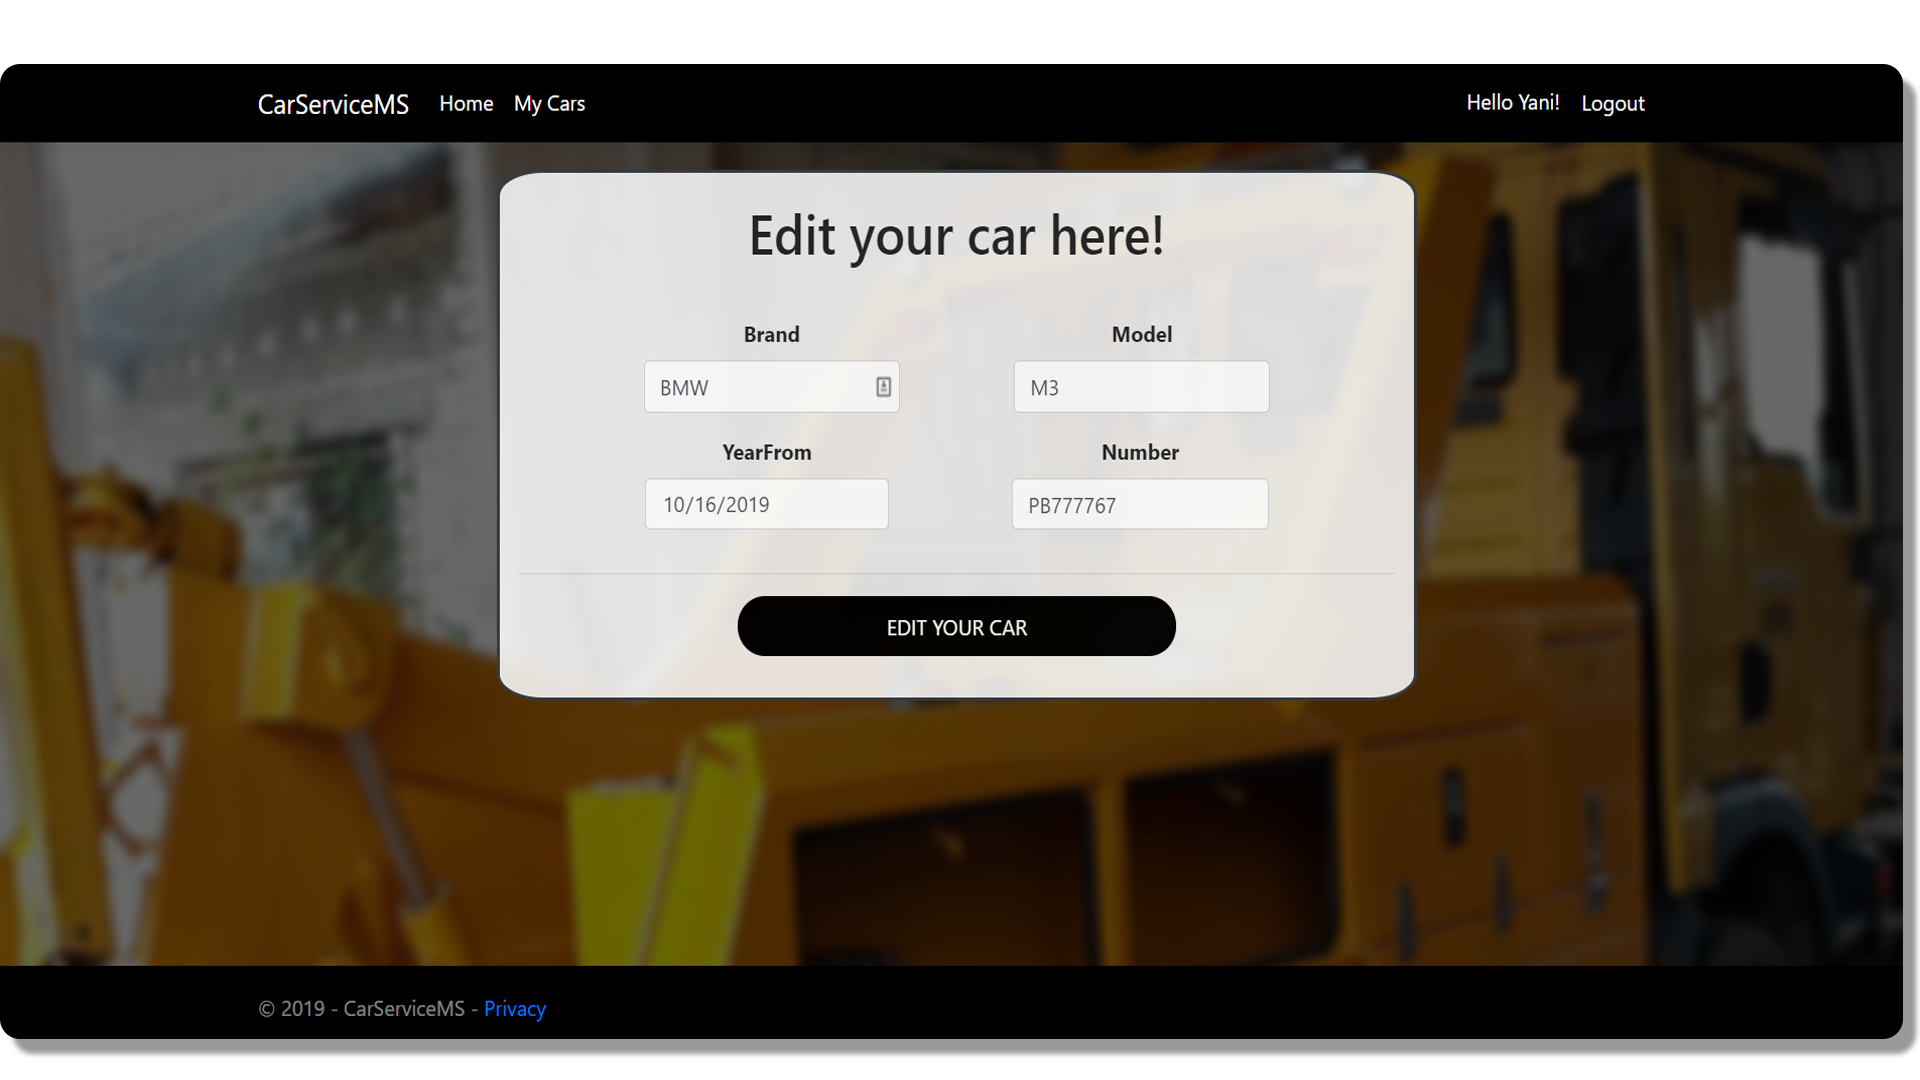 CarServiceMS Home My Cars Hello Yani! Logout
Edit your car here!
Brand Model
BMW M3
YearFrom Number
10/16/2019 PB777767
EDIT YOUR CAR
© 2019 - CarServiceMS - Privacy